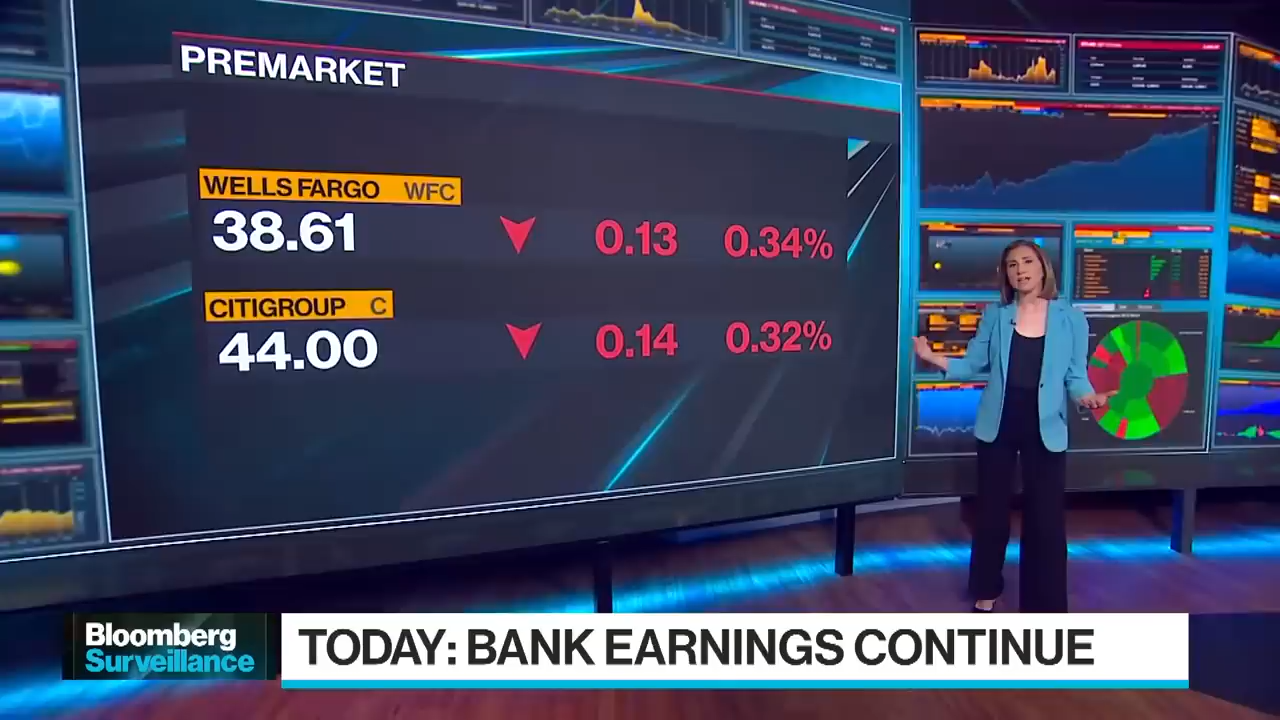 PREMARKET
WELLS FARGO WFC
38.61 0.13 0.34%
CITIGROUP C
44.00 0.14 0.32%
Bloomberg
Surveillance
TODAY: BANK EARNINGS CONTINUE